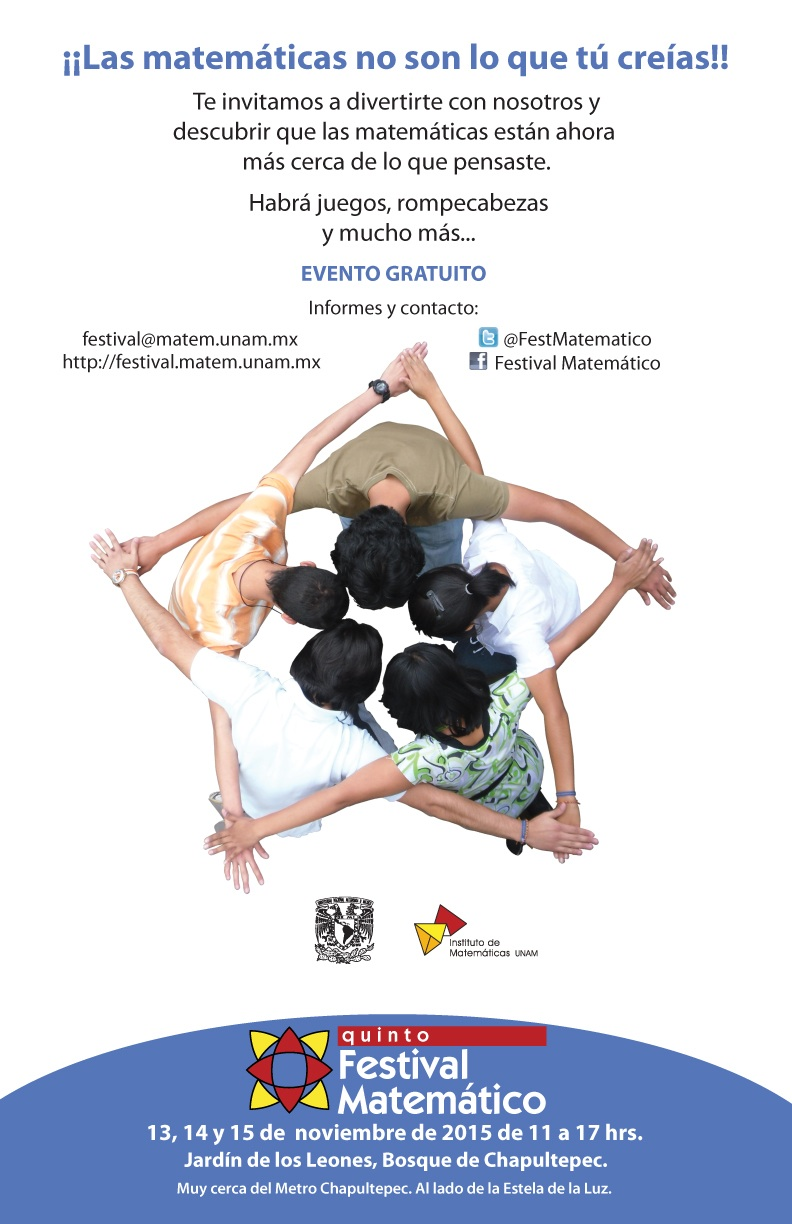 ¡¡Las matemáticas no son lo que tú creías!!
Te invitamos a divertirte con nosotros y
descubrir que las matemáticas están ahora
más cerca de lo que pensaste.
Habrá juegos, rompecabezas
y mucho más...
EVENTO GRATUITO
Informes y contacto:
festival@matem.unam.mx
http://festival.matem.unam.mx
@FestMatematico
Festival Matemático
Instituto de
Matemáticas UNAM
quinto
Festival
Matemático
13, 14 y 15 de noviembre de 2015 de 11 a 17 hrs.
Jardín de los Leones, Bosque de Chapultepec.
Muy cerca del Metro Chapultepec. Al lado de la Estela de la Luz.